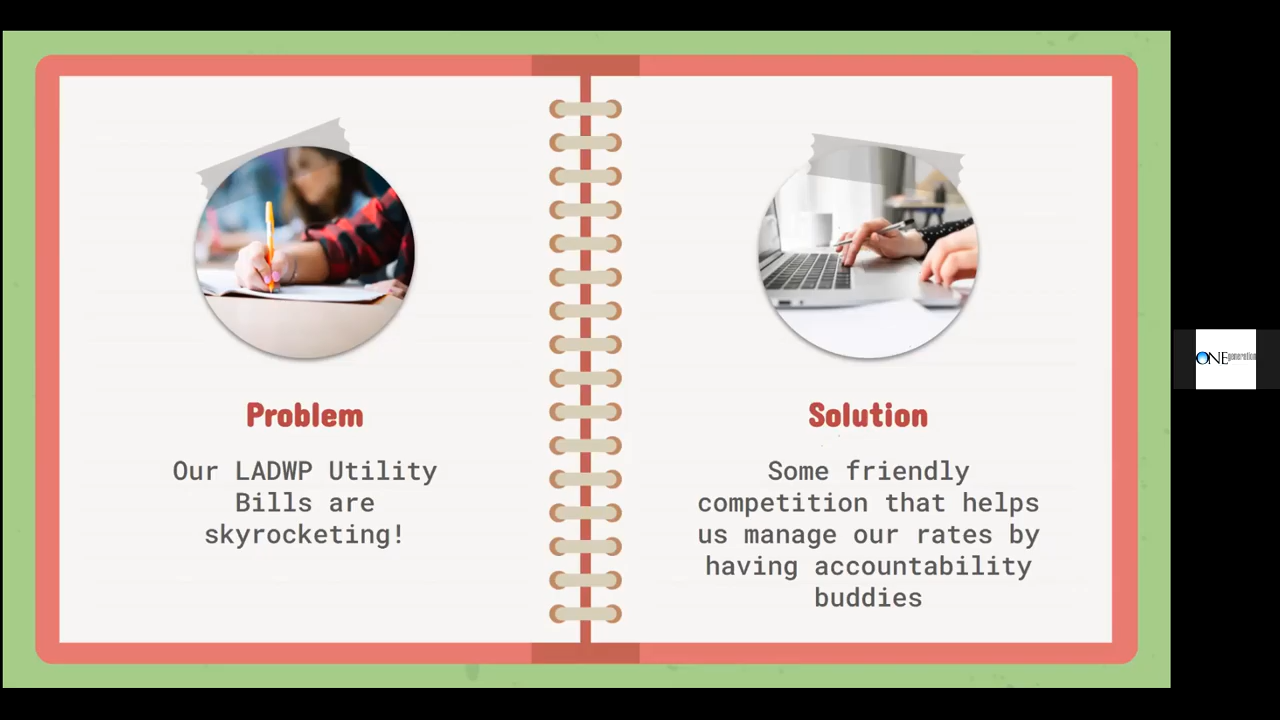 Problem
Our LADWP Utility
Bills are
skyrocketing!
Solution
Some friendly
competition that helps
us manage our rates by
having accountability
buddies
ONEgeneration